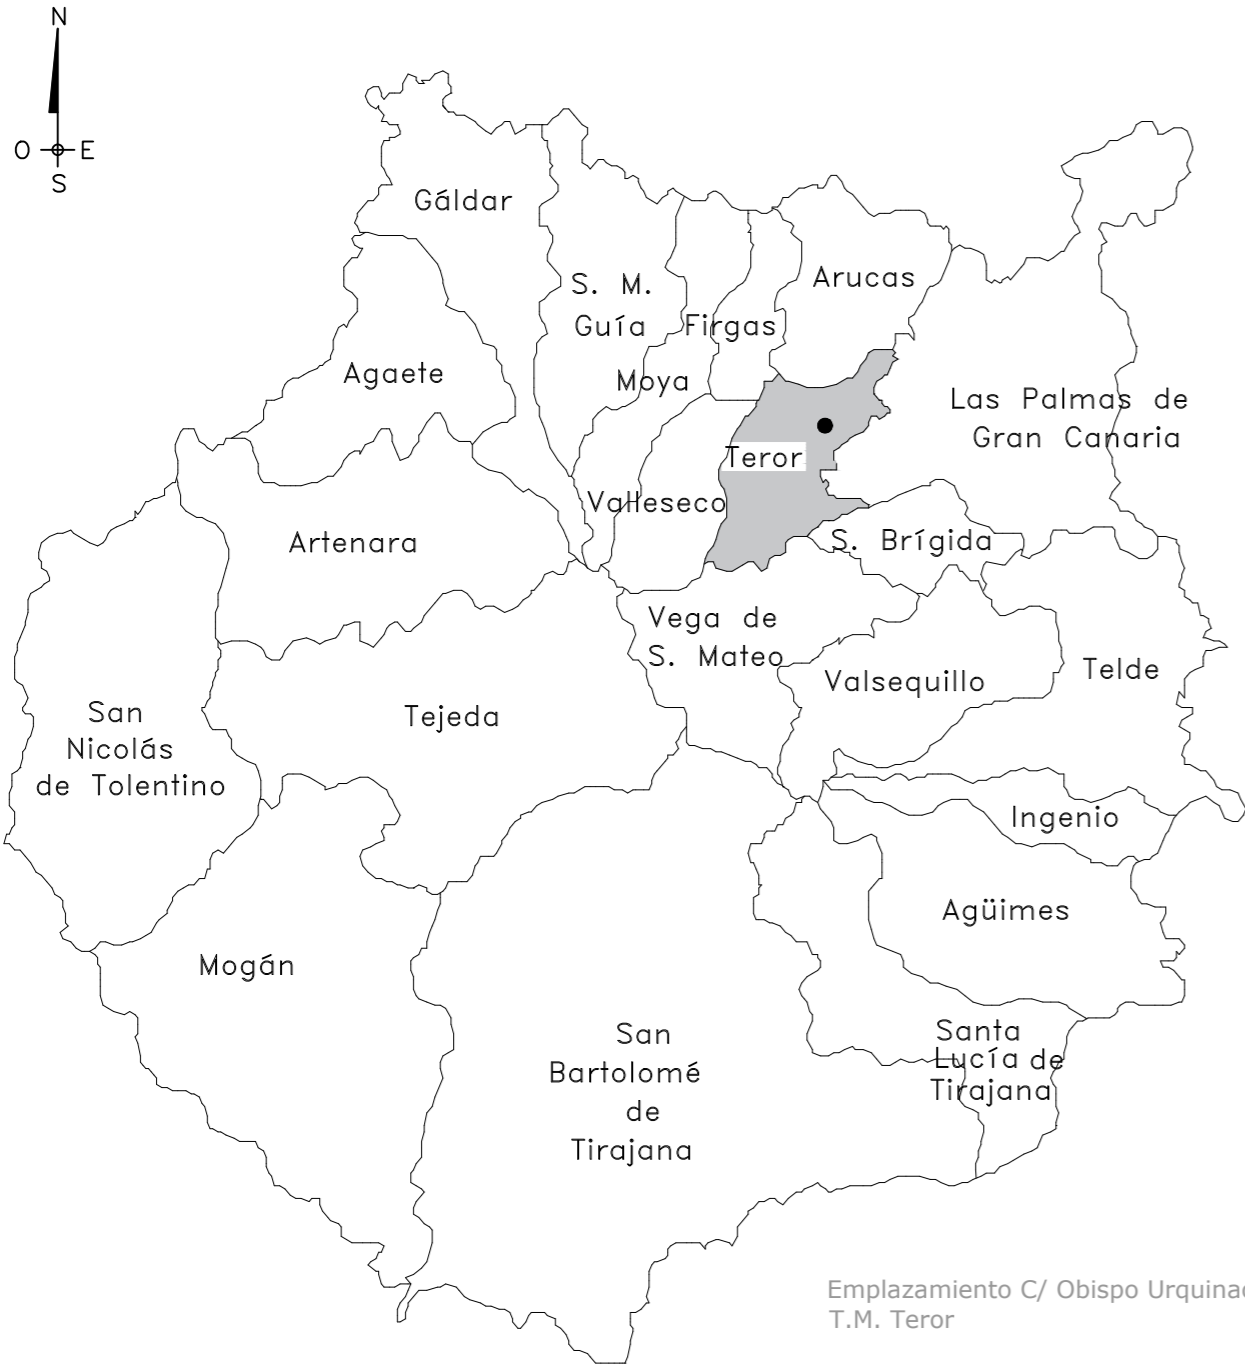 N
O E
S
Gáldar
Arucas
S. M.
Guía
Firgas
Agaete
Moya
Las Palmas de
Gran Canaria
Teror
Valleseco
Artenara
S. Brígida
Vega de
S. Mateo
Valsequillo
Telde
San
Nicolás
de Tolentino
Tejeda
Ingenio
Agüimes
Mogán
San
Bartolomé
de
Tirajana
Santa
Lucía de
Tirajana
Emplazamiento C/ Obispo Urquinao
T.M. Teror